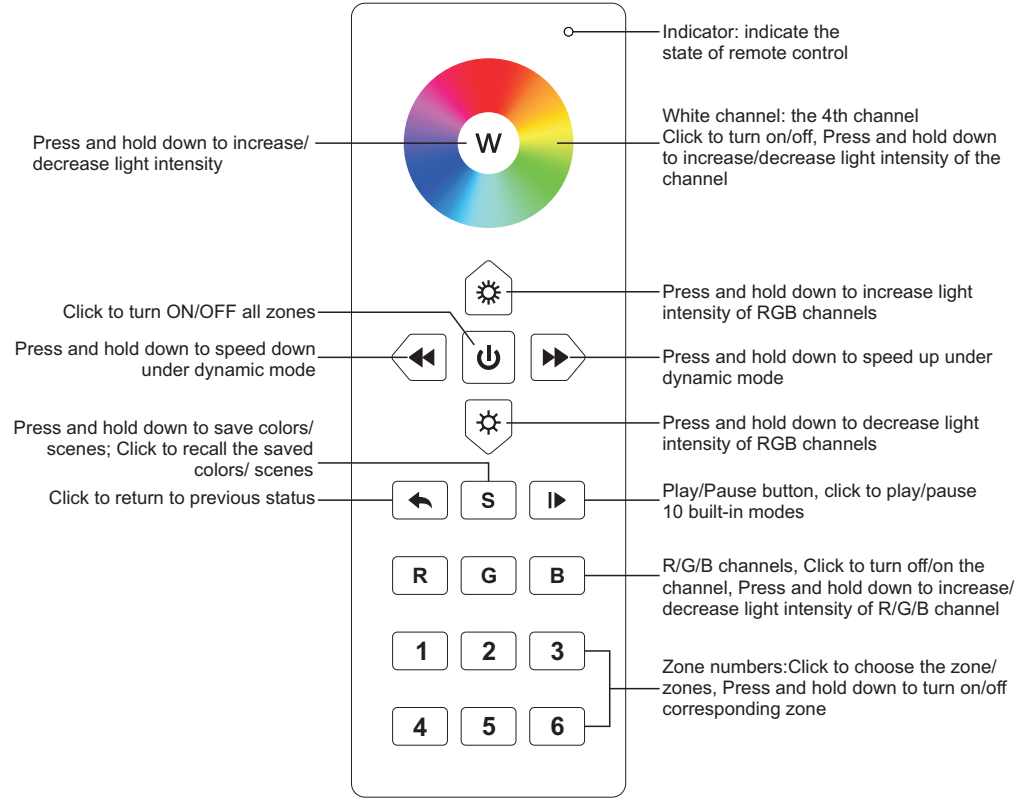 Indicator: indicate the
state of remote control
White channel: the 4th channel
Click to turn on/off, Press and hold down
to increase/decrease light intensity of the
channel
Press and hold down to increase/
decrease light intensity
W
Press and hold down to increase light
intensity of RGB channels
Click to turn ON/OFF all zones
Press and hold down to speed down
under dynamic mode
Press and hold down to speed up under
dynamic mode
Press and hold down to decrease light
intensity of RGB channels
Press and hold down to save colors/
scenes; Click to recall the saved
colors/ scenes
Click to return to previous status
S
Play/Pause button, click to play/pause
10 built-in modes
R G B
R/G/B channels, Click to turn off/on the
channel, Press and hold down to increase/
decrease light intensity of R/G/B channel
1 2 3
Zone numbers:Click to choose the zone/
zones, Press and hold down to turn on/off
corresponding zone
4 5 6